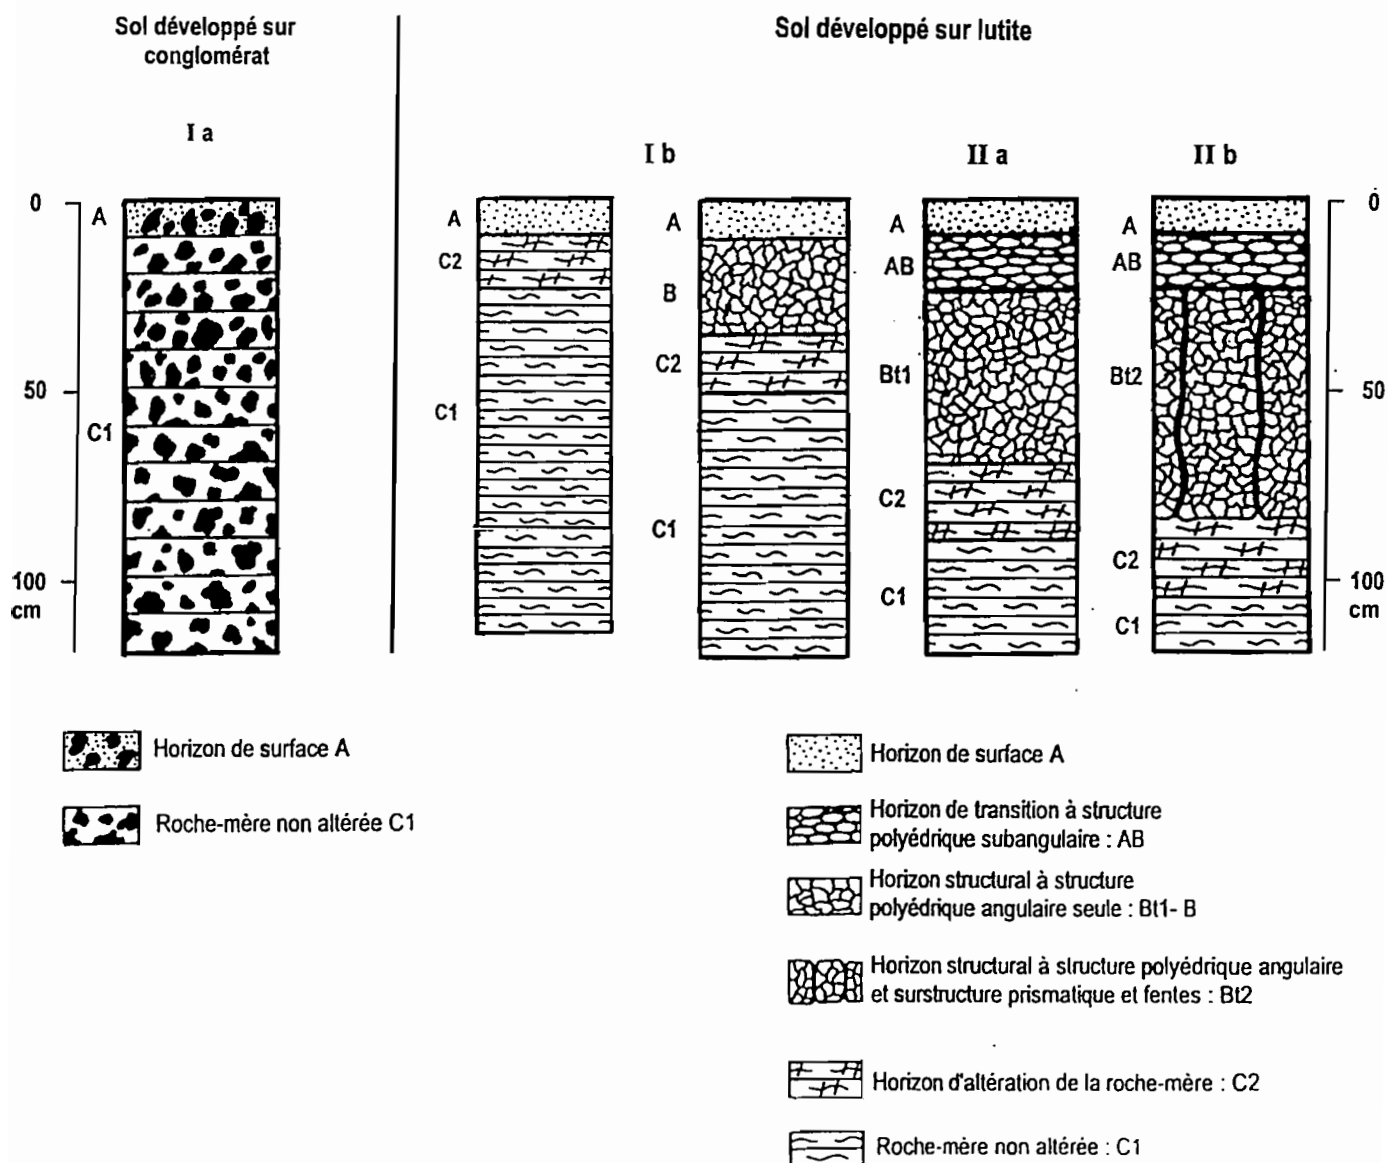 Sol développé sur
conglomérat
Sol développé sur lutite
I a
I b
II a
II b
0
50
100
cm
A
C1
A
C2
C1
A
B
C2
C1
A
AB
Bt1
C2
C1
A
AB
Bt2
C2
C1
0
50
100
cm
Horizon de surface A
Roche-mère non altérée C1
Horizon de surface A
Horizon de transition à structure
polyédrique subangulaire : AB
Horizon structural à structure
polyédrique angulaire seule : Bt1- B
Horizon structural à structure polyédrique angulaire
et surstructure prismatique et fentes : Bt2
Horizon d'altération de la roche-mère : C2
Roche-mère non altérée : C1